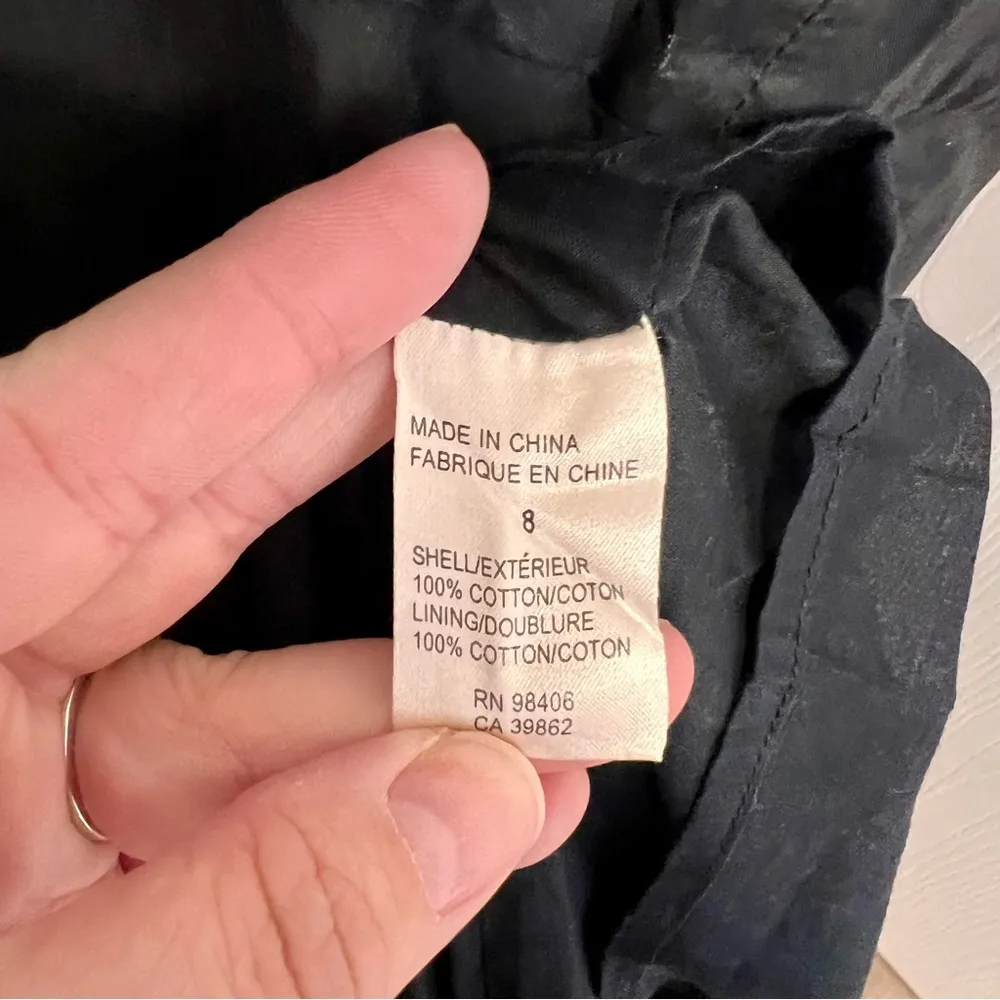 MADE IN CHINA
FABRIQUE EN CHINE
8
SHELL/EXTÉRIEUR
100% COTTON/COTON
LINING/DOUBLURE
100% COTTON/COTON
RN 98406
CA 39862